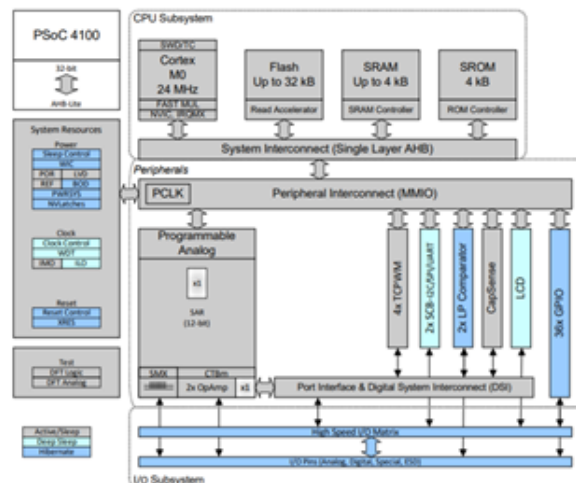 CPU Subsystem
PSoC 4100
32-bit
AHB-Lite
SWD/TC
Cortex
M0
24 MHz
FAST MUL
NVIC, IRQMX
Flash
Up to 32 kB
Read Accelerator
SRAM
Up to 4 kB
SRAM Controller
SROM
4 kB
ROM Controller
System Interconnect (Single Layer AHB)
System Resources
Power
Sleep Control
WIC
POR LVD
REF BOD
PWRSYS
NVLatches
Clock
Clock Control
WDT
IMO ILO
Reset
Reset Control
XRES
Test
DFT Logic
DFT Analog
Peripherals
PCLK
Peripheral Interconnect (MMIO)
Programmable
Analog
x1
SAR
(12-bit)
SMX CTBm
2x OpAmp x1
4x TCPWM
2x SCB-I2C/SPI/UART
2x LP Comparator
CapSense
LCD
36x GPIO
Port Interface & Digital System Interconnect (DSI)
Active/Sleep
Deep Sleep
Hibernate
High Speed I/O Matrix
I/O Pins (Analog, Digital, Special, ESD)
I/O Subsystem